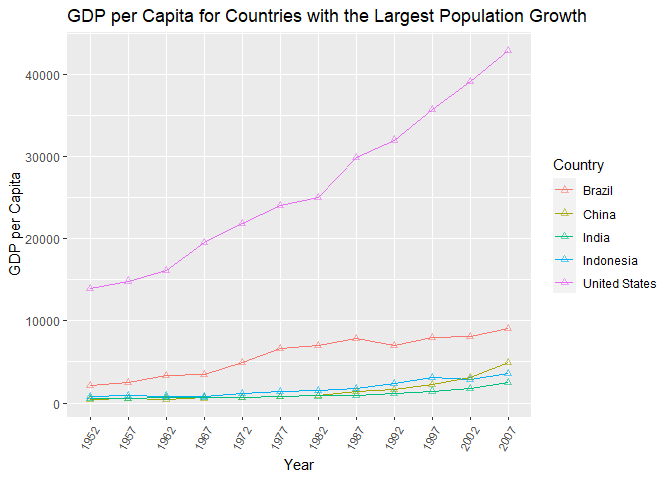 GDP per Capita for Countries with the Largest Population Growth
GDP per Capita
40000
30000
20000
10000
0
1952
1957
1962
1967
1972
1977
1982
1987
1992
1997
2002
2007
Year
Country
Brazil
China
India
Indonesia
United States